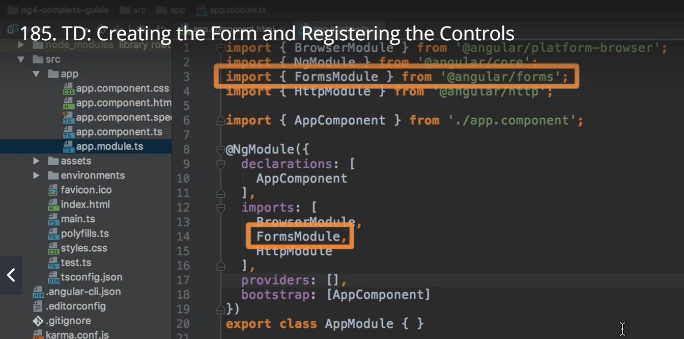 ng4-complete-guide src app app.module.ts
185. TD: Creating the Form and Registering the Controls
node_modules library root
src
app
app.component.css
app.component.htm
app.component.spe
app.component.ts
app.module.ts
assets
environments
favicon.ico
index.html
main.ts
polyfills.ts
styles.css
test.ts
tsconfig.json
.angular-cli.json
.editorconfig
.gitignore
karma.conf.js
1 import { BrowserModule } from '@angular/platform-browser';
2 import { NgModule } from '@angular/core';
3 import { FormsModule } from '@angular/forms';
4 import { HttpModule } from '@angular/http';
5
6 import { AppComponent } from './app.component';
7
8 @NgModule({
9 declarations: [
10 AppComponent
11 ],
12 imports: [
13 BrowserModule,
14 FormsModule,
15 HttpModule
16 ],
17 providers: [],
18 bootstrap: [AppComponent]
19 })
20 export class AppModule { }
21